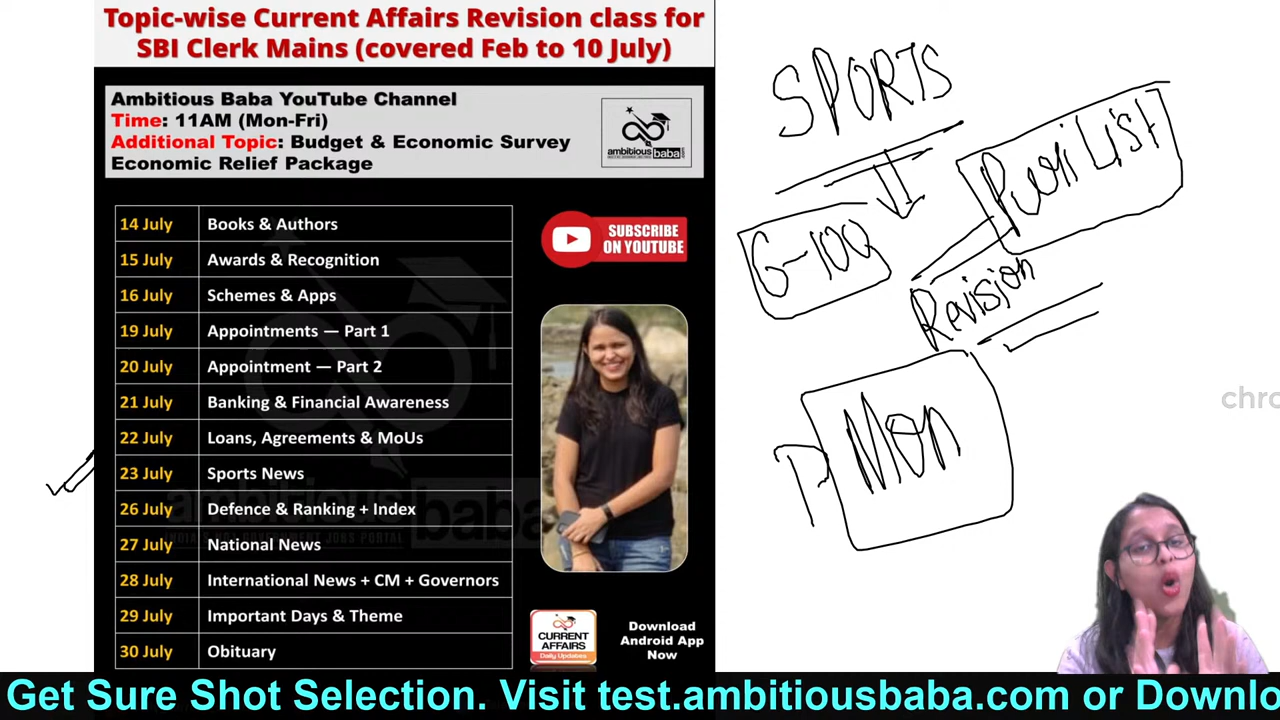 Topic-wise Current Affairs Revision class for
SBI Clerk Mains (covered Feb to 10 July)
Ambitious Baba YouTube Channel
Time: 11AM (Mon-Fri)
Additional Topic: Budget & Economic Survey
Economic Relief Package
ambitiousbaba
14 July Books & Authors
15 July Awards & Recognition
16 July Schemes & Apps
19 July Appointments — Part 1
20 July Appointment — Part 2
21 July Banking & Financial Awareness
22 July Loans, Agreements & MoUs
23 July Sports News
26 July Defence & Ranking + Index
27 July National News
28 July International News + CM + Governors
29 July Important Days & Theme
30 July Obituary
SUBSCRIBE
ON YOUTUBE
CURRENT
AFFAIRS
Daily Updates
Download
Android App
Now
SPORTS
List
G-100
Revision
Mon
chro
Get Sure Shot Selection. Visit test.ambitiousbaba.com or Downlo